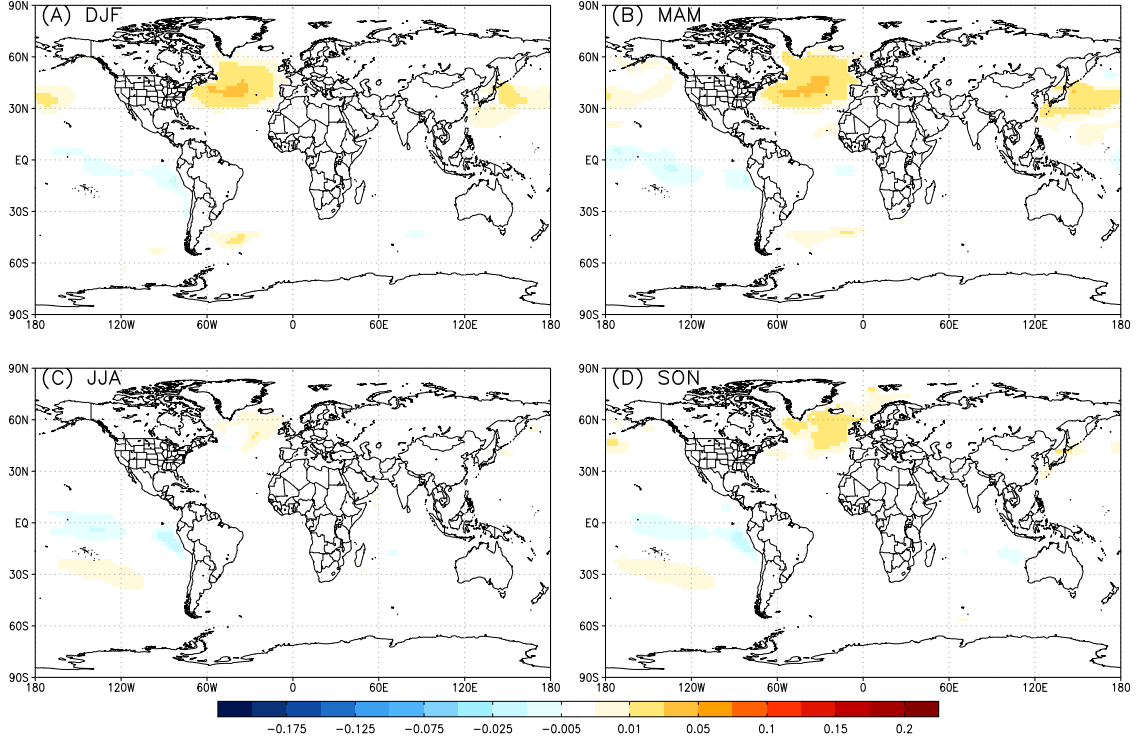 (A) DJF
90N
60N
30N
EQ
30S
60S
90S
180 120W 60W 0 60E 120E 180
(B) MAM
90N
60N
30N
EQ
30S
60S
90S
180 120W 60W 0 60E 120E 180
(C) JJA
90N
60N
30N
EQ
30S
60S
90S
180 120W 60W 0 60E 120E 180
(D) SON
90N
60N
30N
EQ
30S
60S
90S
180 120W 60W 0 60E 120E 180
-0.175 -0.125 -0.075 -0.025 -0.005 0.01 0.05 0.1 0.15 0.2